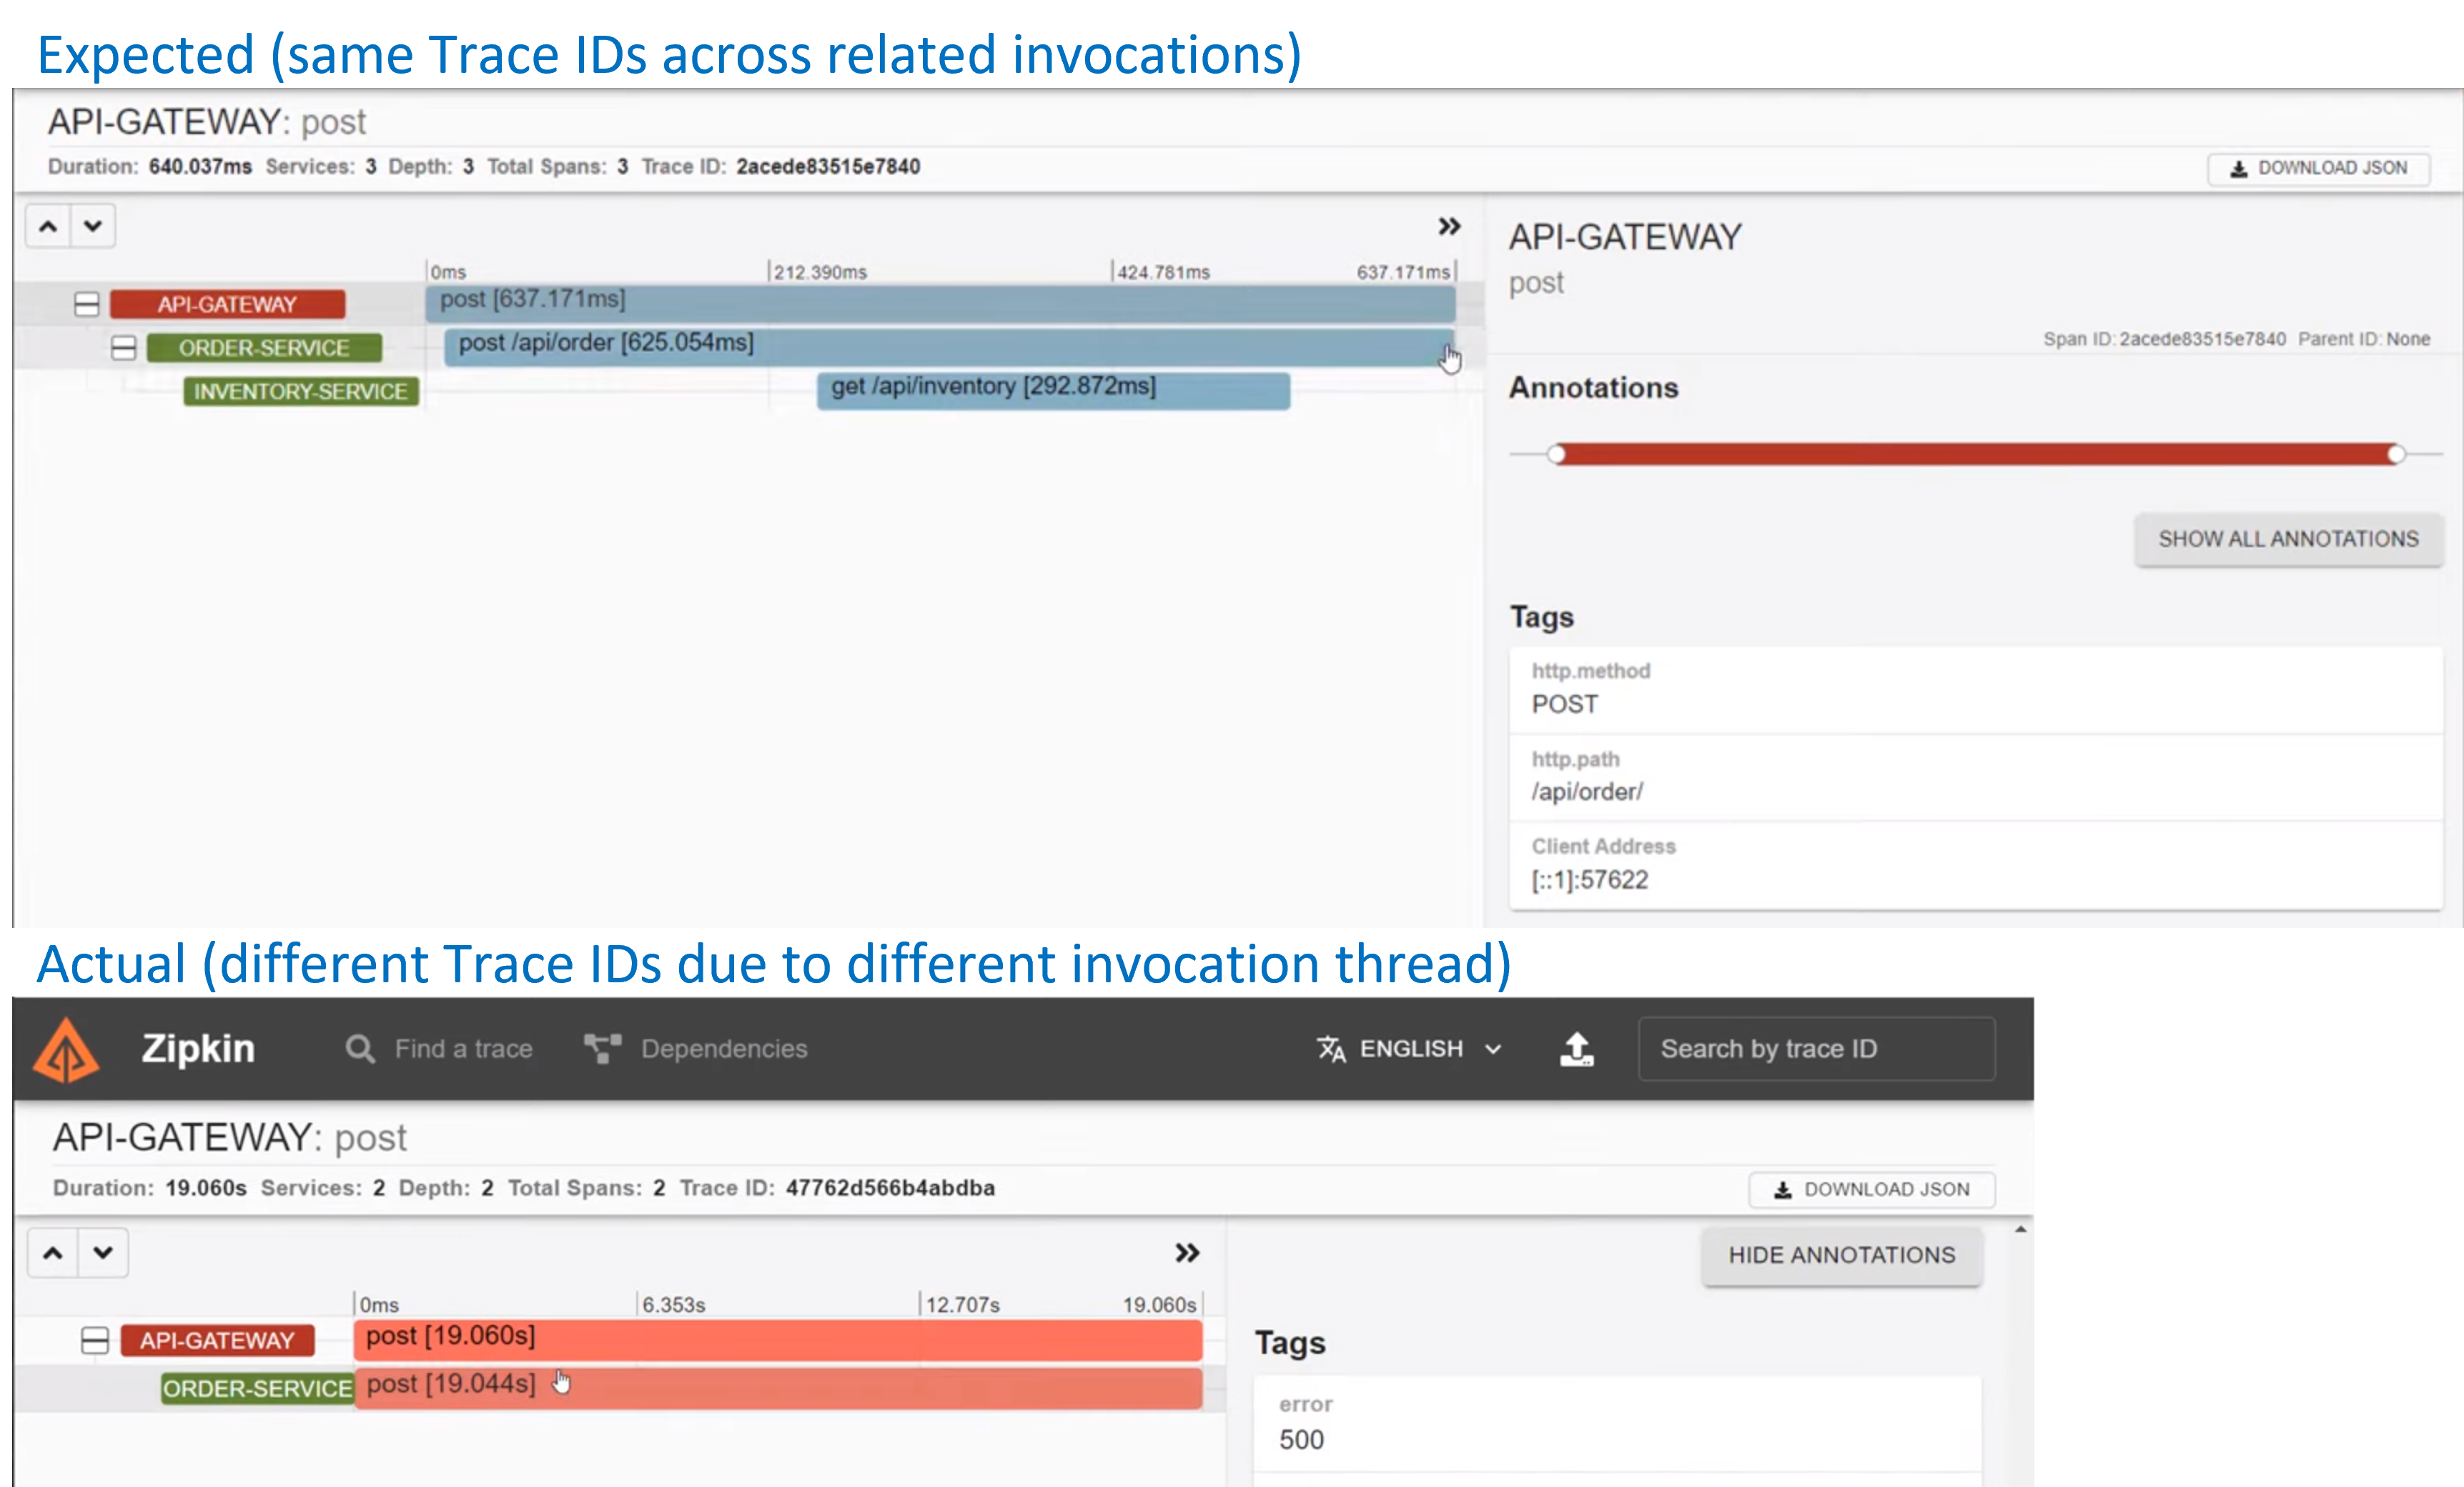 Expected (same Trace IDs across related invocations)
API-GATEWAY: post
Duration: 640.037ms Services: 3 Depth: 3 Total Spans: 3 Trace ID: 2acede83515e7840
DOWNLOAD JSON
0ms 212.390ms 424.781ms 637.171ms
API-GATEWAY post [637.171ms]
ORDER-SERVICE post /api/order [625.054ms]
INVENTORY-SERVICE get /api/inventory [292.872ms]
API-GATEWAY
post
Span ID: 2acede83515e7840 Parent ID: None
Annotations
SHOW ALL ANNOTATIONS
Tags
http.method
POST
http.path
/api/order/
Client Address
[::1]:57622
Actual (different Trace IDs due to different invocation thread)
Zipkin Find a trace Dependencies ENGLISH Search by trace ID
API-GATEWAY: post
Duration: 19.060s Services: 2 Depth: 2 Total Spans: 2 Trace ID: 47762d566b4abdba
DOWNLOAD JSON
0ms 6.353s 12.707s 19.060s
API-GATEWAY post [19.060s]
ORDER-SERVICE post [19.044s]
HIDE ANNOTATIONS
Tags
error
500